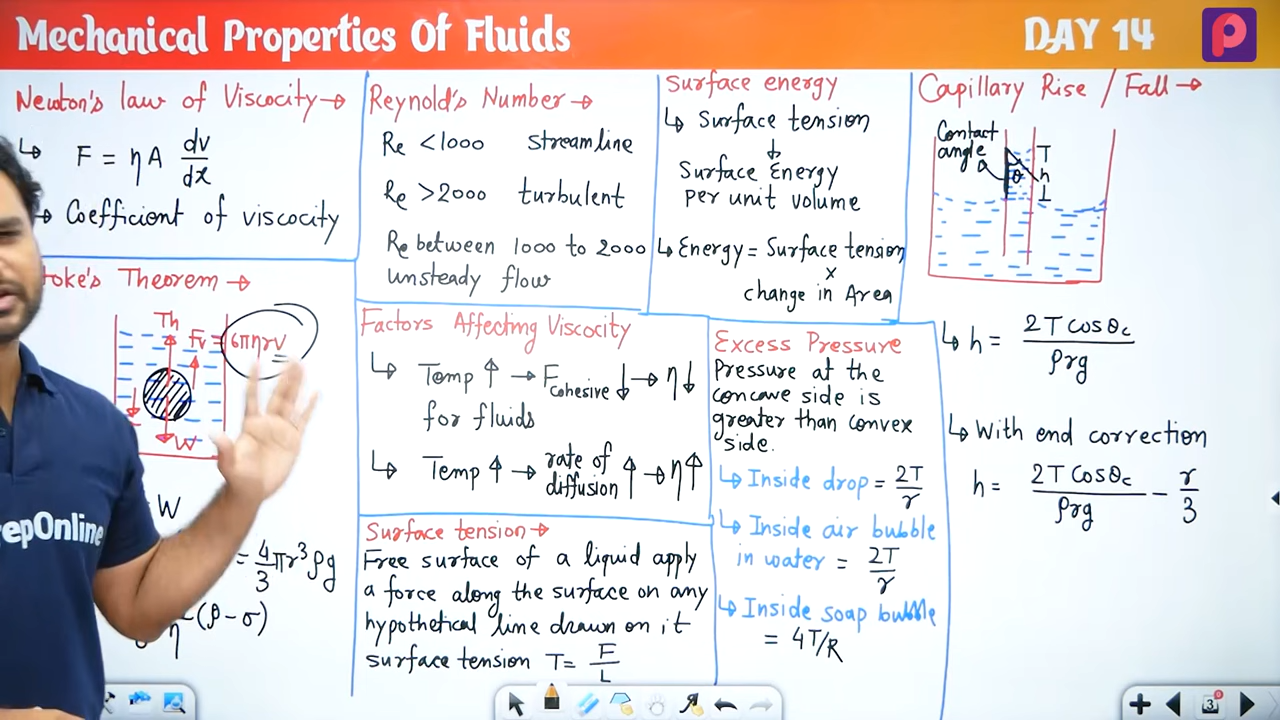 Mechanical Properties Of Fluids
DAY 14
Newton's law of Viscocity →
↳ F = η A dv/dx
→ Coefficient of viscocity
toke's Theorem →
Th
Fv = 6πηrv
W
= W
= 4/3 πr³ρg
η (ρ - σ)
repOnline
Reynold's Number →
Re <1000 streamline
Re >2000 turbulent
Re between 1000 to 2000
unsteady flow
Factors Affecting Viscocity
↳ Temp ↑ → F Cohesive ↓ → η↓
for fluids
↳ Temp ↑ → rate of
diffusion ↑ → η↑
Surface tension →
Free surface of a liquid apply
a force along the surface on any
hypothetical line drawn on it
surface tension T = F/L
Surface energy
↳ Surface tension
↓
Surface Energy
per unit volume
↳ Energy = Surface tension
x
change in Area
Excess Pressure
Pressure at the
concave side is
greater than convex
side.
↳ Inside drop = 2T/r
↳ Inside air bubble
in water = 2T/r
↳ Inside soap bubble
= 4T/R
Capillary Rise / Fall →
Contact
angle
θ
T
h
⊥
↳ h = 2T cosθc/ρrg
↳ With end correction
h = 2T cosθc/ρrg - r/3
3